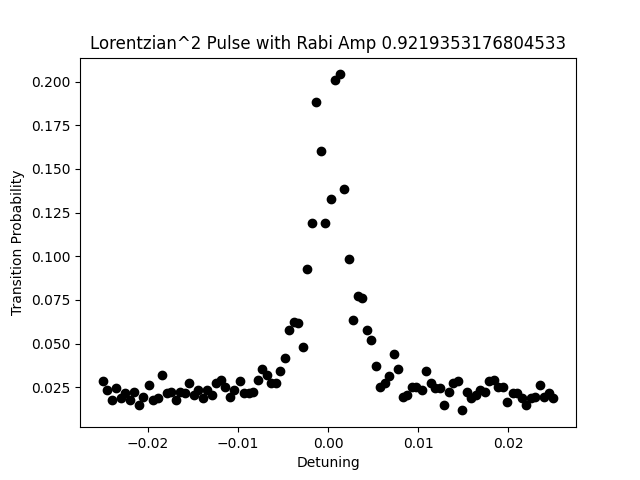 Lorentzian^2 Pulse with Rabi Amp 0.9219353176804533
0.200
0.175
0.150
0.125
0.100
0.075
0.050
0.025
Transition Probability
−0.02 −0.01 0.00 0.01 0.02
Detuning